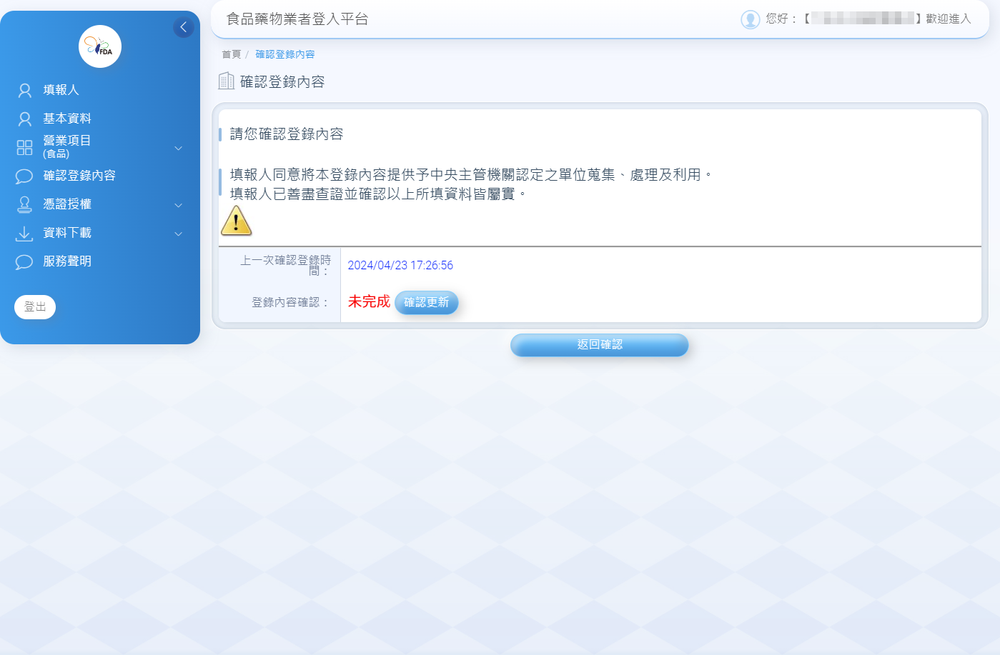 食品藥物業者登入平台
您好：【
】歡迎進入
FDA
填報人
基本資料
營業項目
(食品)
確認登錄內容
憑證授權
資料下載
服務聲明
登出
首頁 / 確認登錄內容
確認登錄內容
請您確認登錄內容
填報人同意將本登錄內容提供予中央主管機關認定之單位蒐集、處理及利用。
填報人已善盡查證並確認以上所填資料皆屬實。
上一次確認登錄時
間：
2024/04/23 17:26:56
登錄內容確認：
未完成 確認更新
返回確認